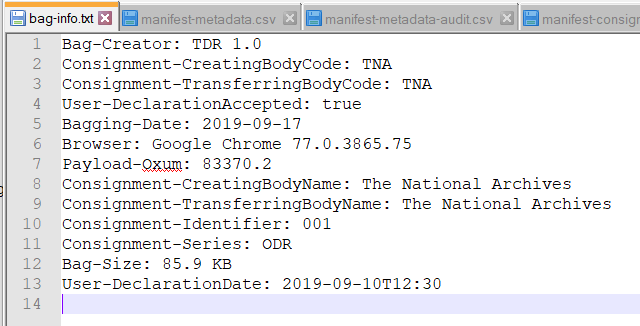 bag-info.txt manifest-metadata.csv manifest-metadata-audit.csv manifest-consig
1 Bag-Creator: TDR 1.0
2 Consignment-CreatingBodyCode: TNA
3 Consignment-TransferringBodyCode: TNA
4 User-DeclarationAccepted: true
5 Bagging-Date: 2019-09-17
6 Browser: Google Chrome 77.0.3865.75
7 Payload-Oxum: 83370.2
8 Consignment-CreatingBodyName: The National Archives
9 Consignment-TransferringBodyName: The National Archives
10 Consignment-Identifier: 001
11 Consignment-Series: ODR
12 Bag-Size: 85.9 KB
13 User-DeclarationDate: 2019-09-10T12:30
14